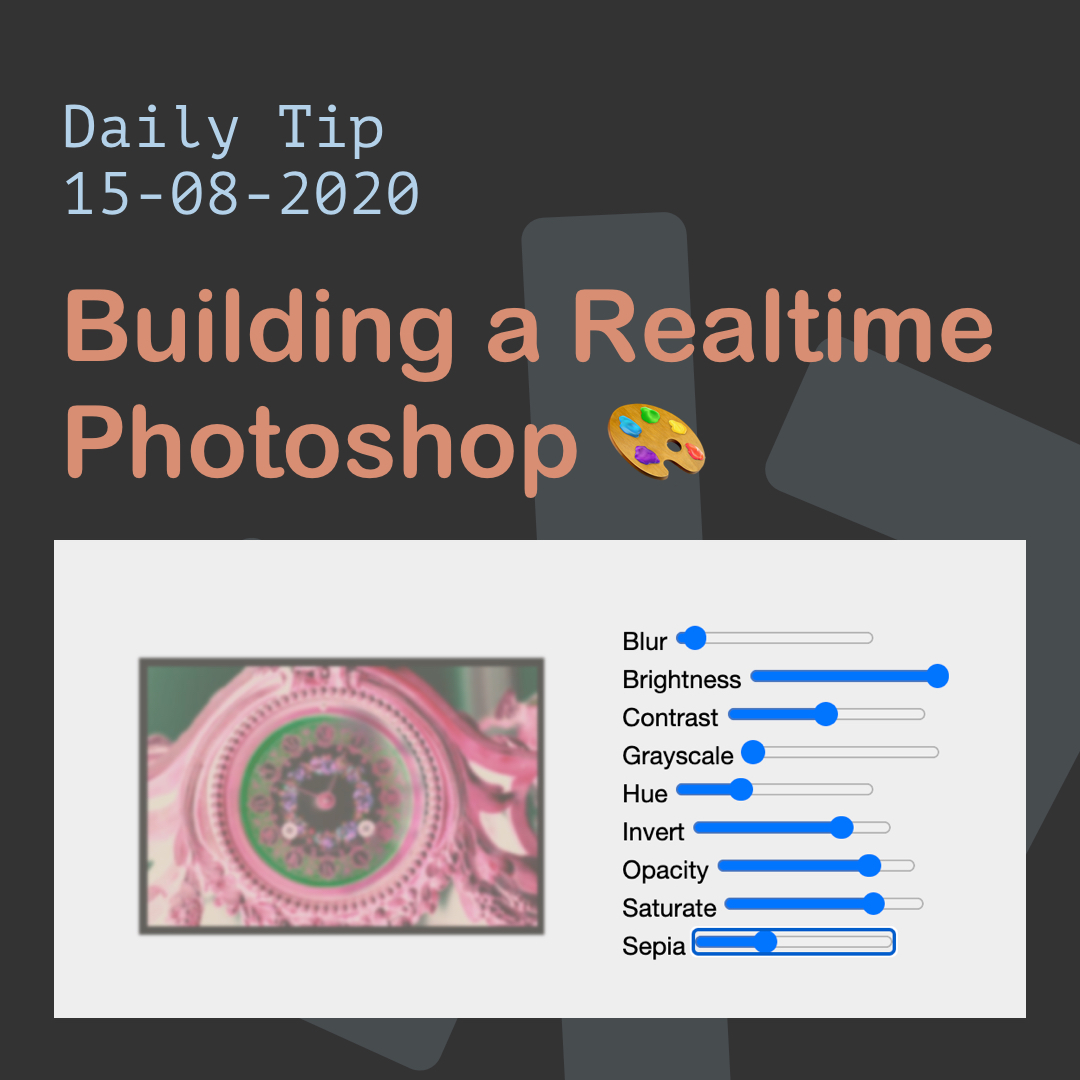 Daily Tip
15-08-2020
Building a Realtime
Photoshop 🎨
Blur
Brightness
Contrast
Grayscale
Hue
Invert
Opacity
Saturate
Sepia